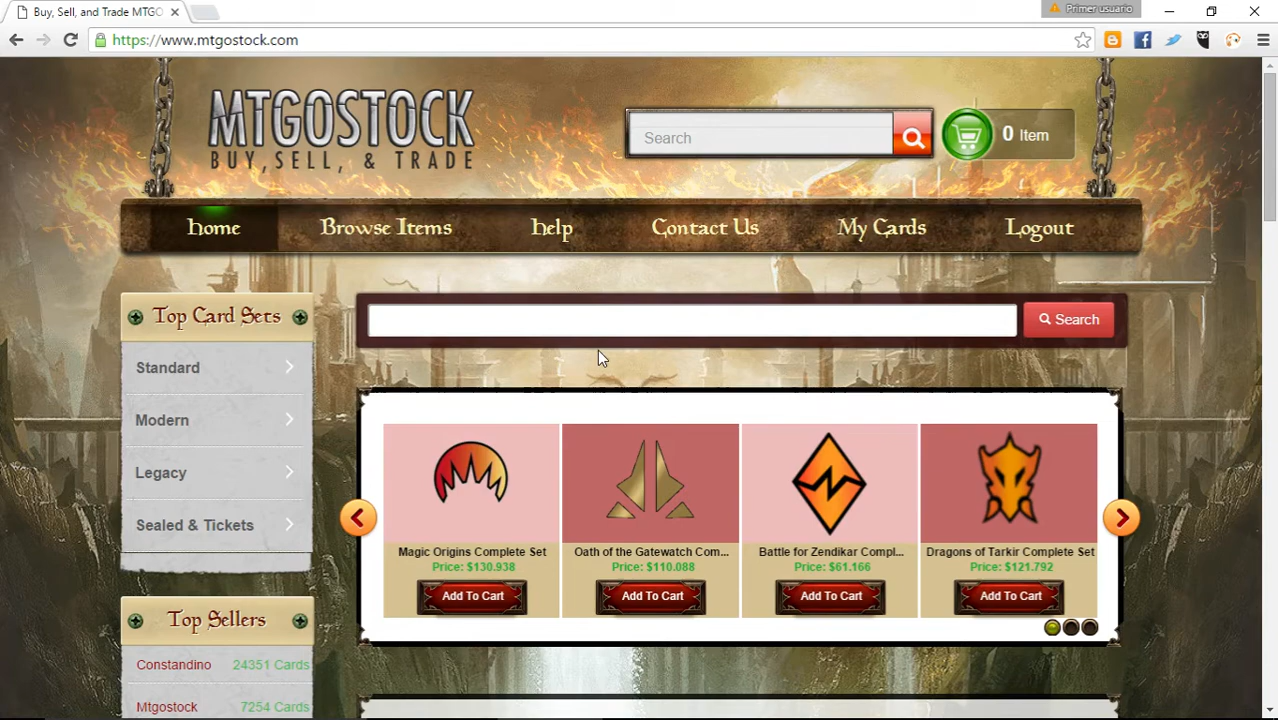 Buy, Sell, and Trade MTGO
Primer usuario
https://www.mtgostock.com
MTGOSTOCK
BUY, SELL, & TRADE
Search
0 Item
Home
Browse Items
Help
Contact Us
My Cards
Logout
Top Card Sets
Standard
Modern
Legacy
Sealed & Tickets
Search
Magic Origins Complete Set
Price: $130.938
Add To Cart
Oath of the Gatewatch Com...
Price: $110.088
Add To Cart
Battle for Zendikar Compl...
Price: $61.166
Add To Cart
Dragons of Tarkir Complete Set
Price: $121.792
Add To Cart
Top Sellers
Constandino 24351 Cards
Mtgostock 7254 Cards